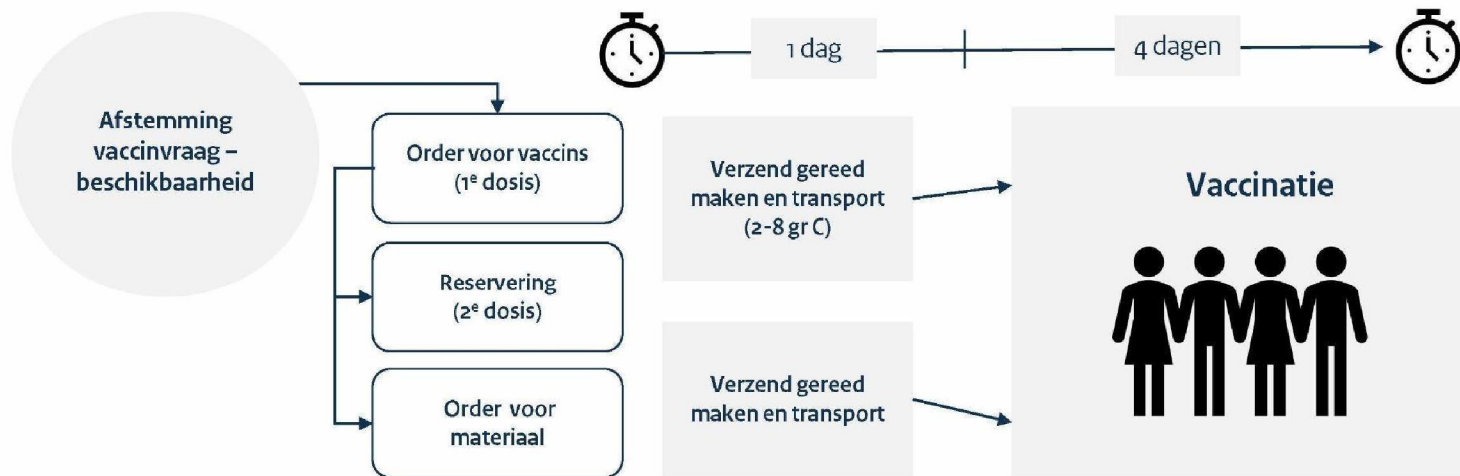 1 dag
4 dagen
Afstemming
vaccinvraag –
beschikbaarheid
Order voor vaccins
(1e dosis)
Reservering
(2e dosis)
Order voor
materiaal
Verzend gereed
maken en transport
(2-8 gr C)
Verzend gereed
maken en transport
Vaccinatie